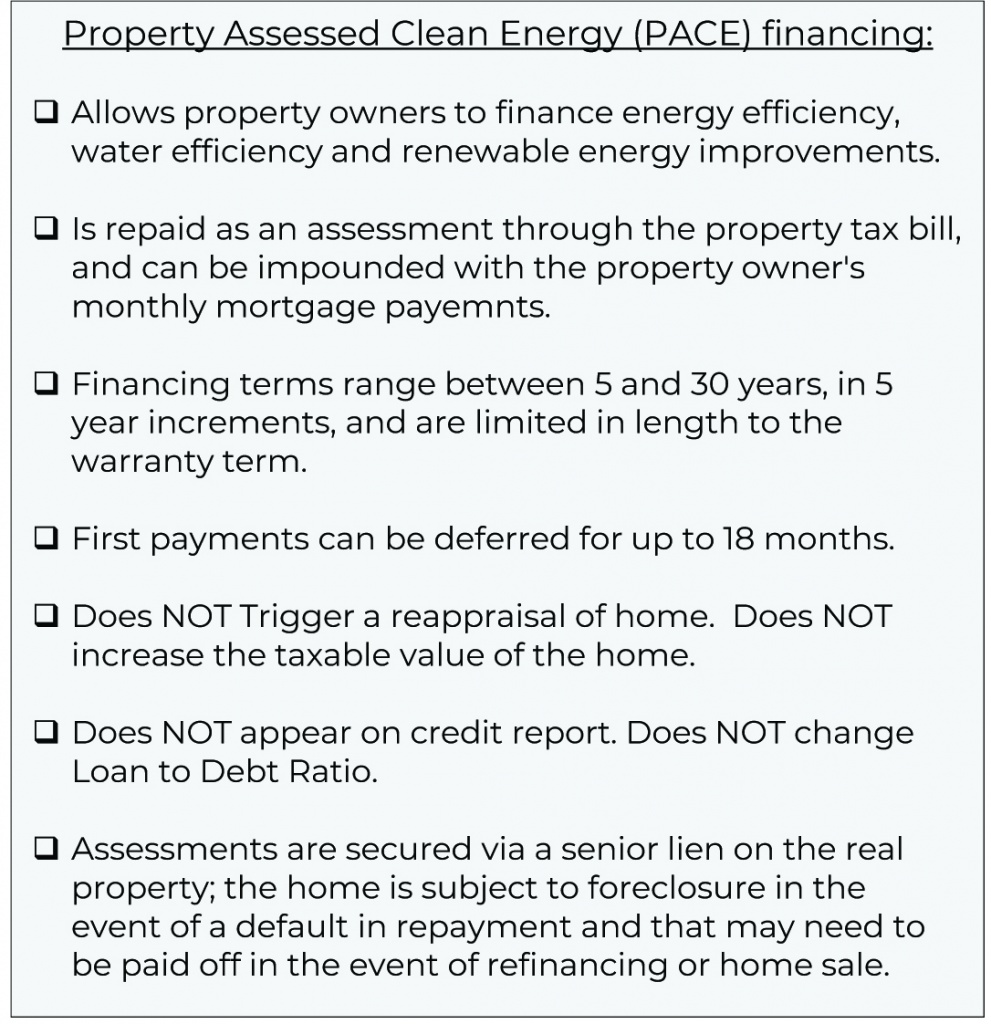 Property Assessed Clean Energy (PACE) financing:
❑ Allows property owners to finance energy efficiency,
water efficiency and renewable energy improvements.
❑ Is repaid as an assessment through the property tax bill,
and can be impounded with the property owner's
monthly mortgage payemnts.
❑ Financing terms range between 5 and 30 years, in 5
year increments, and are limited in length to the
warranty term.
❑ First payments can be deferred for up to 18 months.
❑ Does NOT Trigger a reappraisal of home.  Does NOT
increase the taxable value of the home.
❑ Does NOT appear on credit report. Does NOT change
Loan to Debt Ratio.
❑ Assessments are secured via a senior lien on the real
property; the home is subject to foreclosure in the
event of a default in repayment and that may need to
be paid off in the event of refinancing or home sale.